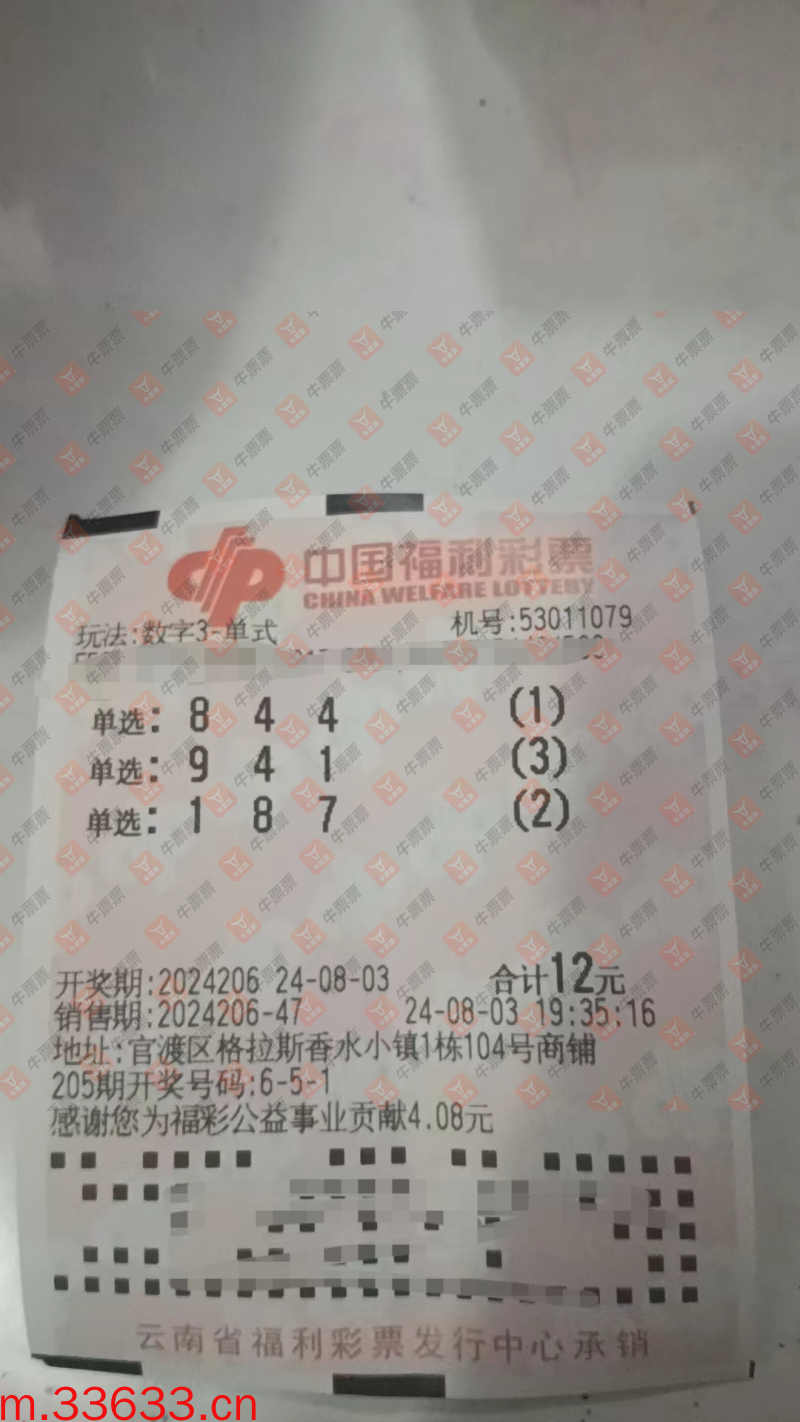 中国福利彩票
CHINA WELFARE LOTTERY
玩法:数字3-单式 机号:53011079
单选: 8 4 4 (1)
单选: 9 4 1 (3)
单选: 1 8 7 (2)
开奖期:2024206 24-08-03 合计12元
销售期:2024206-47 24-08-03 19:35:16
地址:官渡区格拉斯香水小镇1栋104号商铺
205期开奖号码:6-5-1
感谢您为福彩公益事业贡献4.08元
云南省福利彩票发行中心承销
m.33633.cn
牛票票